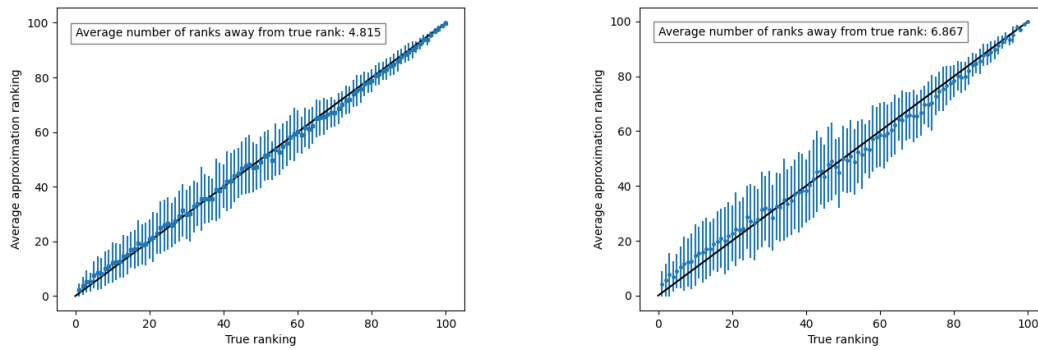 Average number of ranks away from true rank: 4.815
Average approximation ranking
100
80
60
40
20
0
0 20 40 60 80 100
True ranking
Average number of ranks away from true rank: 6.867
Average approximation ranking
100
80
60
40
20
0
0 20 40 60 80 100
True ranking